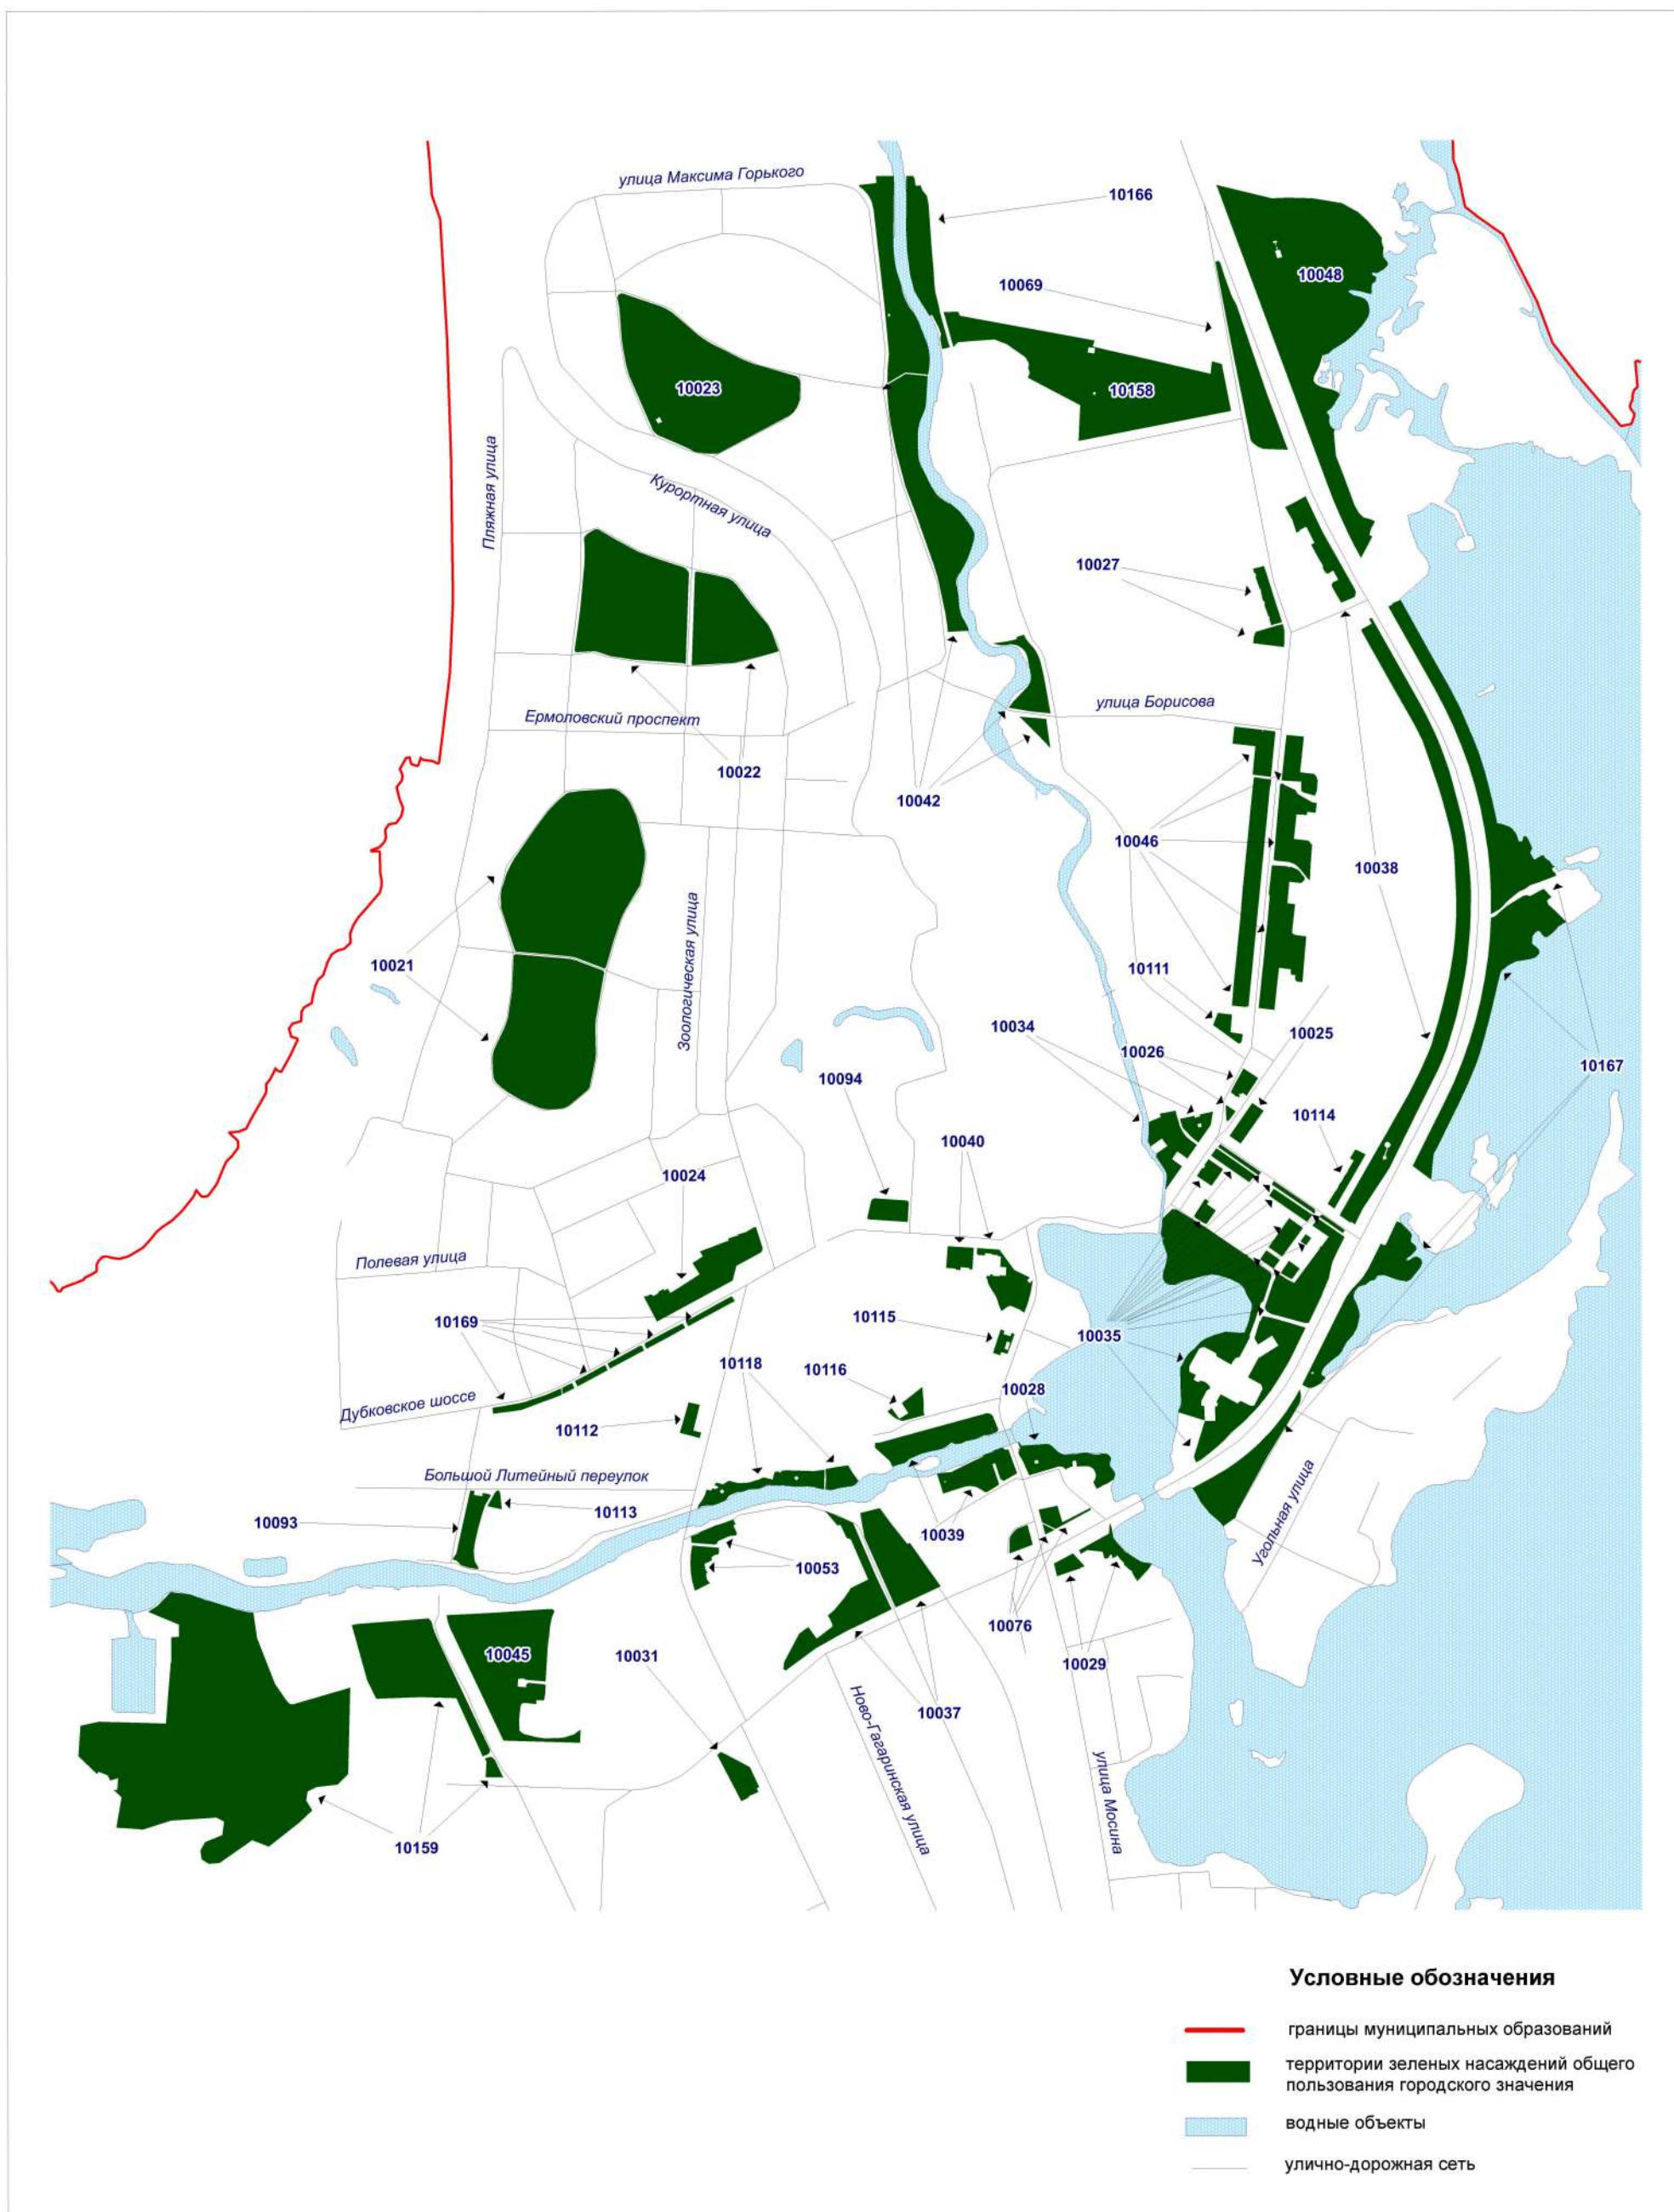 улица Максима Горького
10166
10048
10069
10023
10158
Пляжная улица
Курортная улица
10027
улица Борисова
Ермоловский проспект
10022
10042
10046
10038
Зоологическая улица
10021
10111
10034
10025
10026
10167
10094
10114
10040
10024
Полевая улица
10115
10169
10035
10118
10116
10028
Дубковское шоссе
10112
Большой Литейный переулок
10113
10093
10039
Угольная улица
10053
10076
10045
10031
10029
Ново-Гагаринская улица
10037
улица Мосина
10159
Условные обозначения
границы муниципальных образований
территории зеленых насаждений общего
пользования городского значения
водные объекты
улично-дорожная сеть